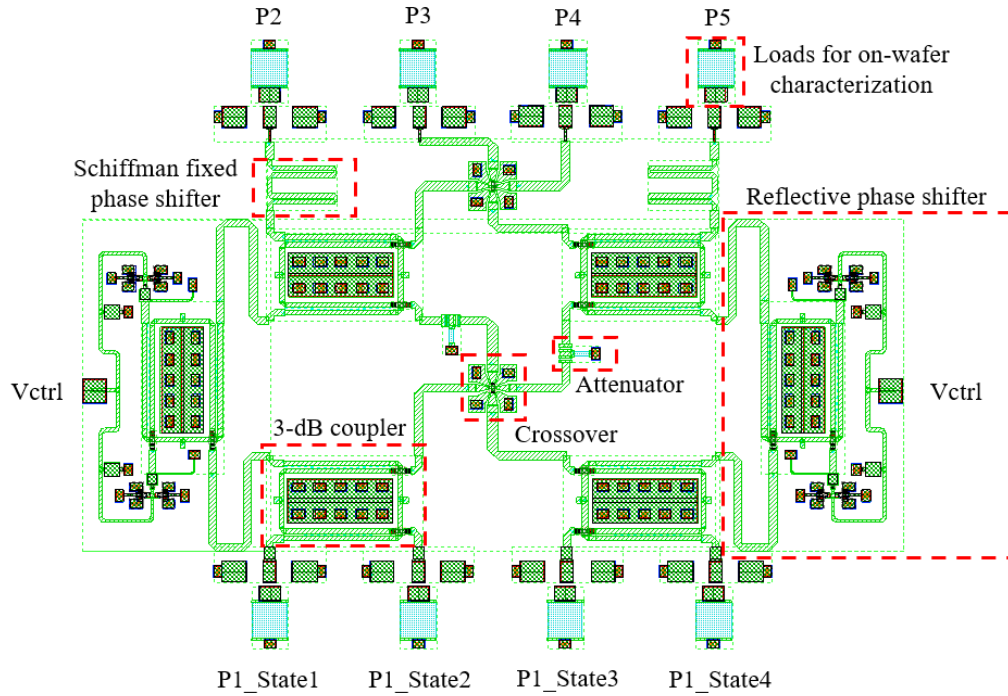 P2
P3
P4
P5
Loads for on-wafer
characterization
Schiffman fixed
phase shifter
Reflective phase shifter
Vctrl
Attenuator
Vctrl
3-dB coupler
Crossover
P1_State1
P1_State2
P1_State3
P1_State4